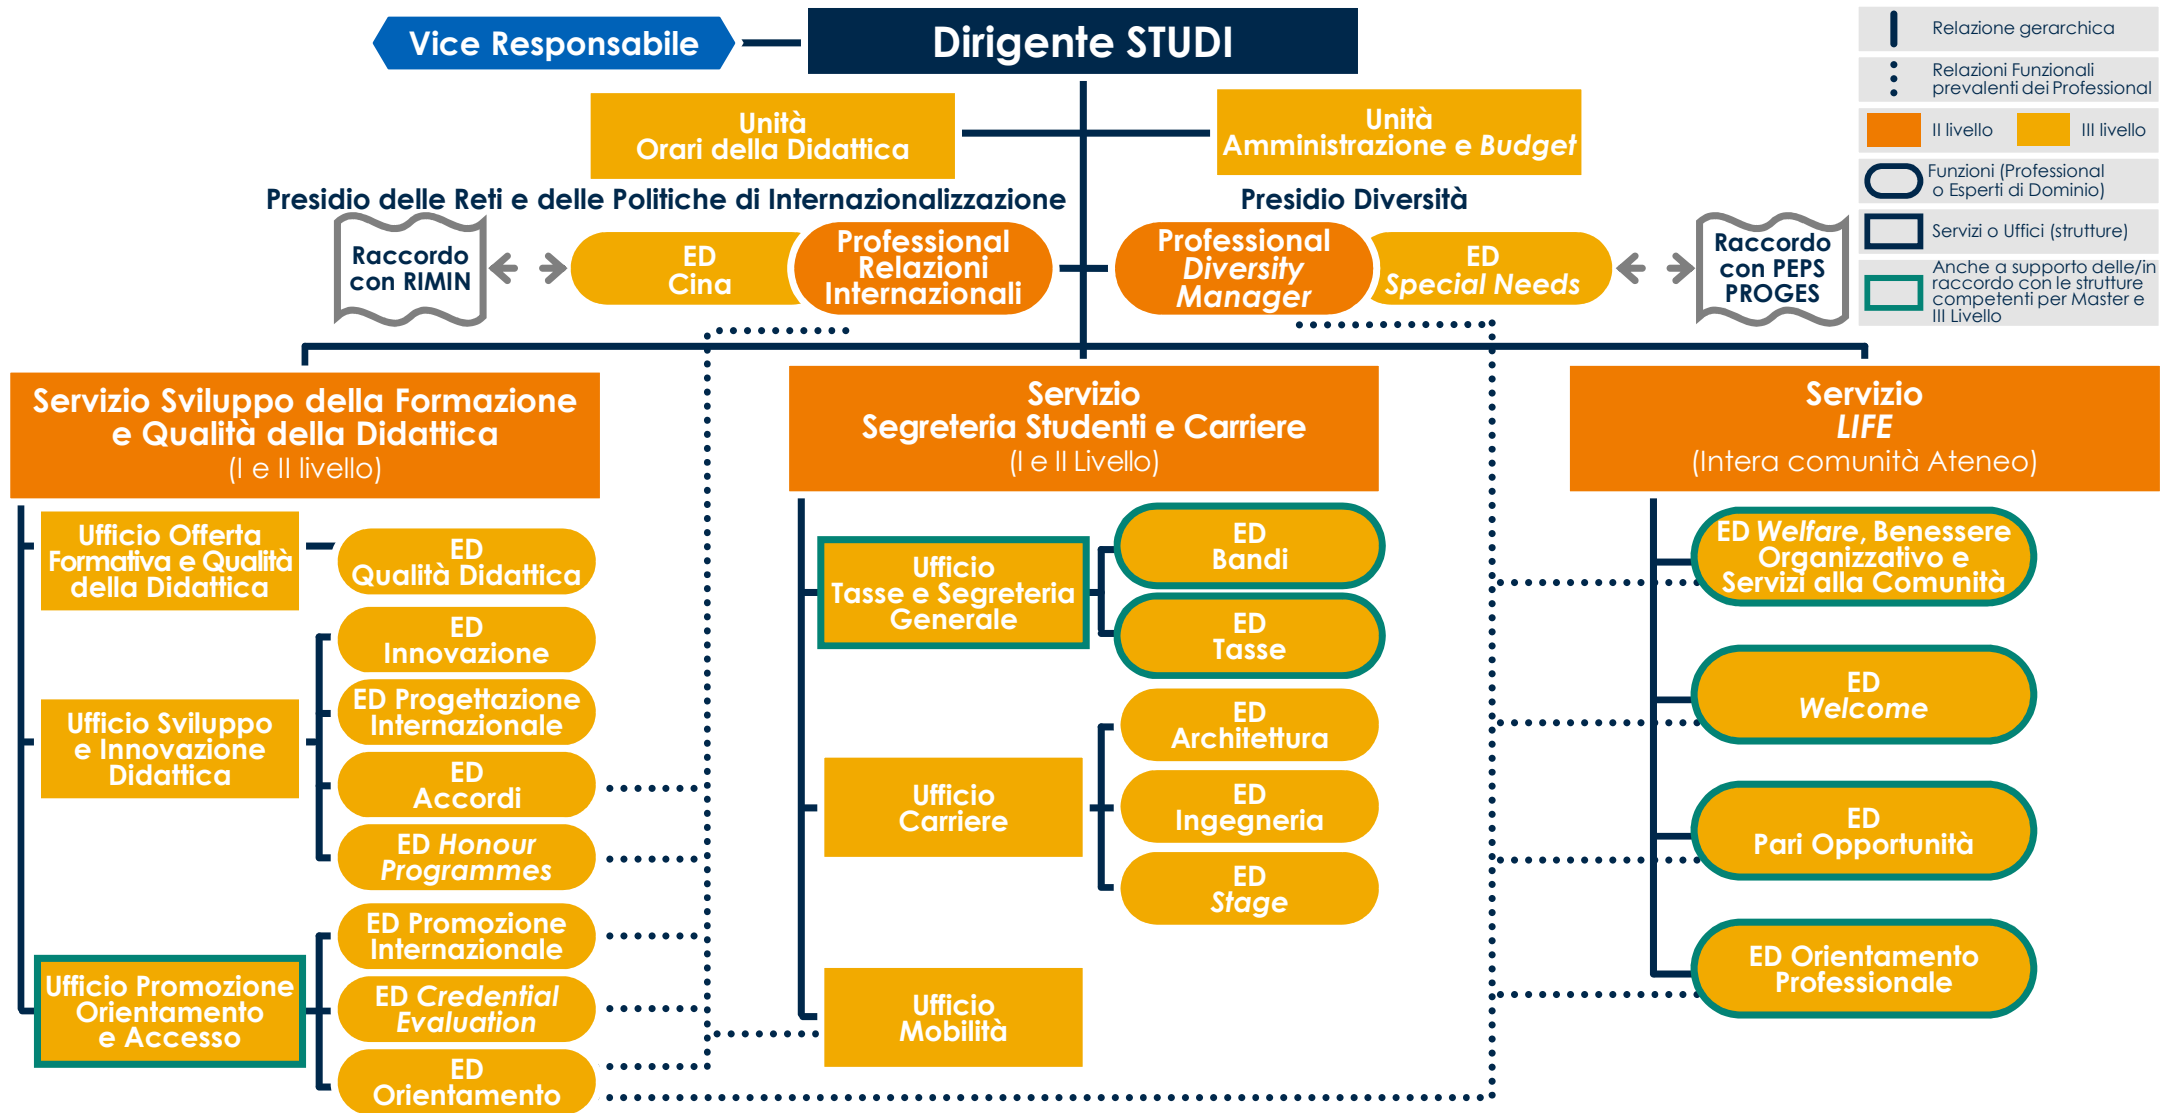 Vice Responsabile
Dirigente STUDI
Relazione gerarchica
Relazioni Funzionali
prevalenti dei Professional
II livello
III livello
Funzioni (Professional
o Esperti di Dominio)
Servizi o Uffici (strutture)
Anche a supporto delle/in
raccordo con le strutture
competenti per Master e
III Livello
Unità
Orari della Didattica
Unità
Amministrazione e Budget
Presidio delle Reti e delle Politiche di Internazionalizzazione
Presidio Diversità
Raccordo
con RIMIN
ED
Cina
Professional
Relazioni
Internazionali
Professional
Diversity
Manager
ED
Special Needs
Raccordo
con PEPS
PROGES
Servizio Sviluppo della Formazione
e Qualità della Didattica
(I e II livello)
Ufficio Offerta
Formativa e Qualità
della Didattica
ED
Qualità Didattica
Ufficio Sviluppo
e Innovazione
Didattica
ED
Innovazione
ED Progettazione
Internazionale
ED
Accordi
ED Honour
Programmes
Ufficio Promozione
Orientamento
e Accesso
ED Promozione
Internazionale
ED Credential
Evaluation
ED
Orientamento
Servizio
Segreteria Studenti e Carriere
(I e II Livello)
Ufficio
Tasse e Segreteria
Generale
ED
Bandi
ED
Tasse
Ufficio
Carriere
ED
Architettura
ED
Ingegneria
ED
Stage
Ufficio
Mobilità
Servizio
LIFE
(Intera comunità Ateneo)
ED Welfare, Benessere
Organizzativo e
Servizi alla Comunità
ED
Welcome
ED
Pari Opportunità
ED Orientamento
Professionale